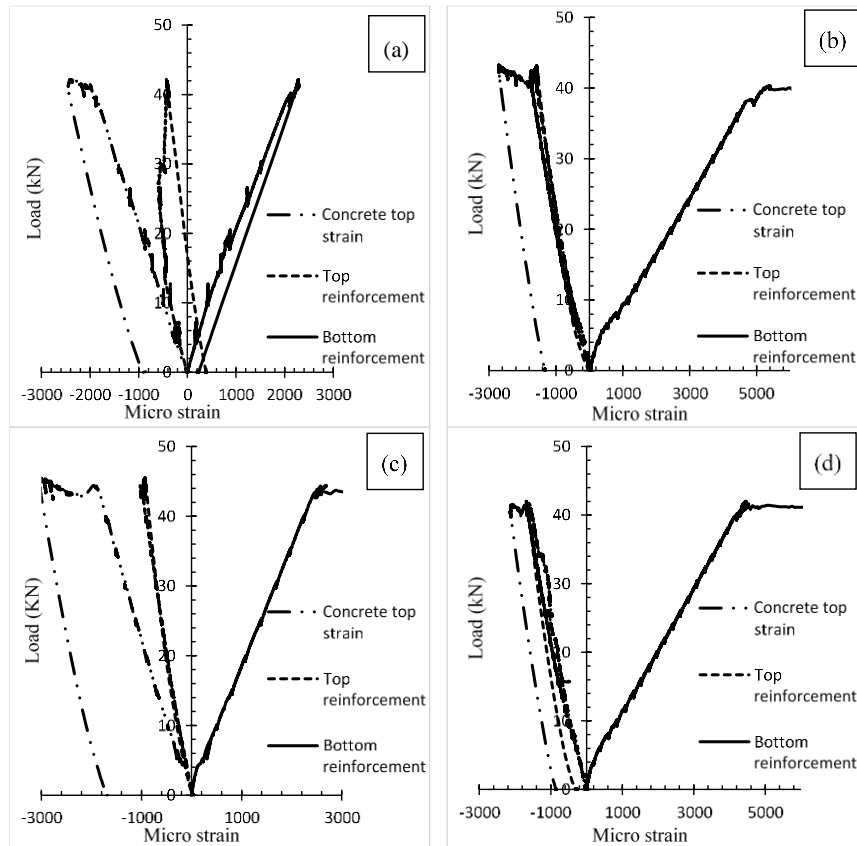 (a)
50
40
30
20
10
0
Load (kN)
Concrete top
strain
Top
reinforcement
Bottom
reinforcement
-3000 -2000 -1000 0 1000 2000 3000
Micro strain
(b)
50
40
30
20
10
0
Load (kN)
Concrete top
strain
Top
reinforcement
Bottom
reinforcement
-3000 -1000 1000 3000 5000
Micro strain
(c)
50
40
30
20
10
0
Load (KN)
Concrete top
strain
Top
reinforcement
Bottom
reinforcement
-3000 -1000 1000 3000
Micro strain
(d)
50
40
30
20
10
0
Load (kN)
Concrete top
strain
Top
reinforcement
Bottom
reinforcement
-3000 -1000 1000 3000 5000
Micro strain